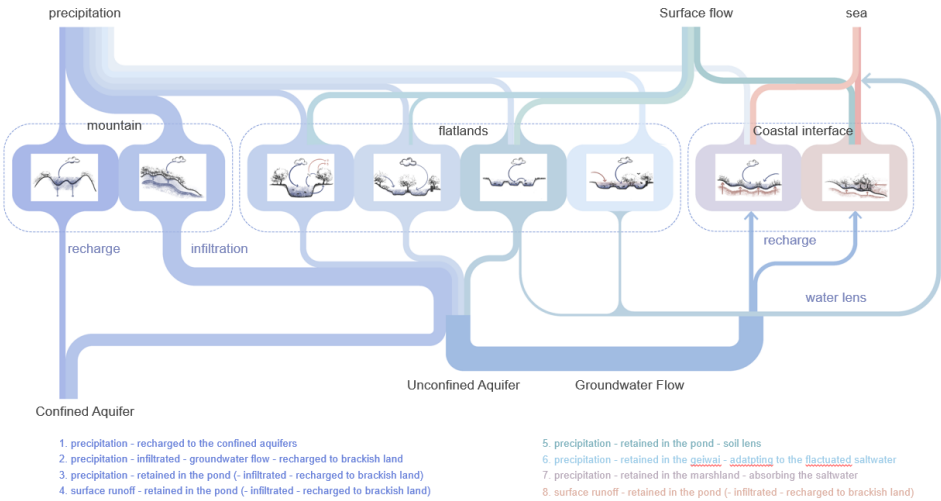 precipitation
Surface flow
sea
mountain
flatlands
Coastal interface
recharge
infiltration
recharge
water lens
Unconfined Aquifer
Groundwater Flow
Confined Aquifer
1. precipitation - recharged to the confined aquifers
2. precipitation - infiltrated - groundwater flow - recharged to brackish land
3. precipitation - retained in the pond (- infiltrated - recharged to brackish land)
4. surface runoff - retained in the pond (- infiltrated - recharged to brackish land)
5. precipitation - retained in the pond - soil lens
6. precipitation - retained in the geiwai - adatpting to the flactuated saltwater
7. precipitation - retained in the marshland - absorbing the saltwater
8. surface runoff - retained in the pond (- infiltrated - recharged to brackish land)